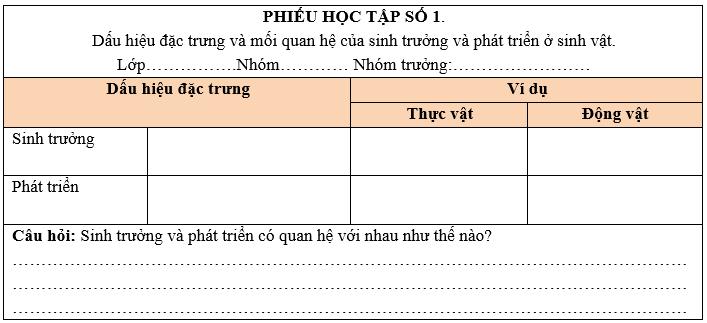 PHIẾU HỌC TẬP SỐ 1.
Dấu hiệu đặc trưng và mối quan hệ của sinh trưởng và phát triển ở sinh vật.
Lớp……………Nhóm………… Nhóm trưởng:……………………
Dấu hiệu đặc trưng
Ví dụ
Thực vật
Động vật
Sinh trưởng
Phát triển
Câu hỏi: Sinh trưởng và phát triển có quan hệ với nhau như thế nào?
…………………………………………………………………………………………………
…………………………………………………………………………………………………
…………………………………………………………………………………………………